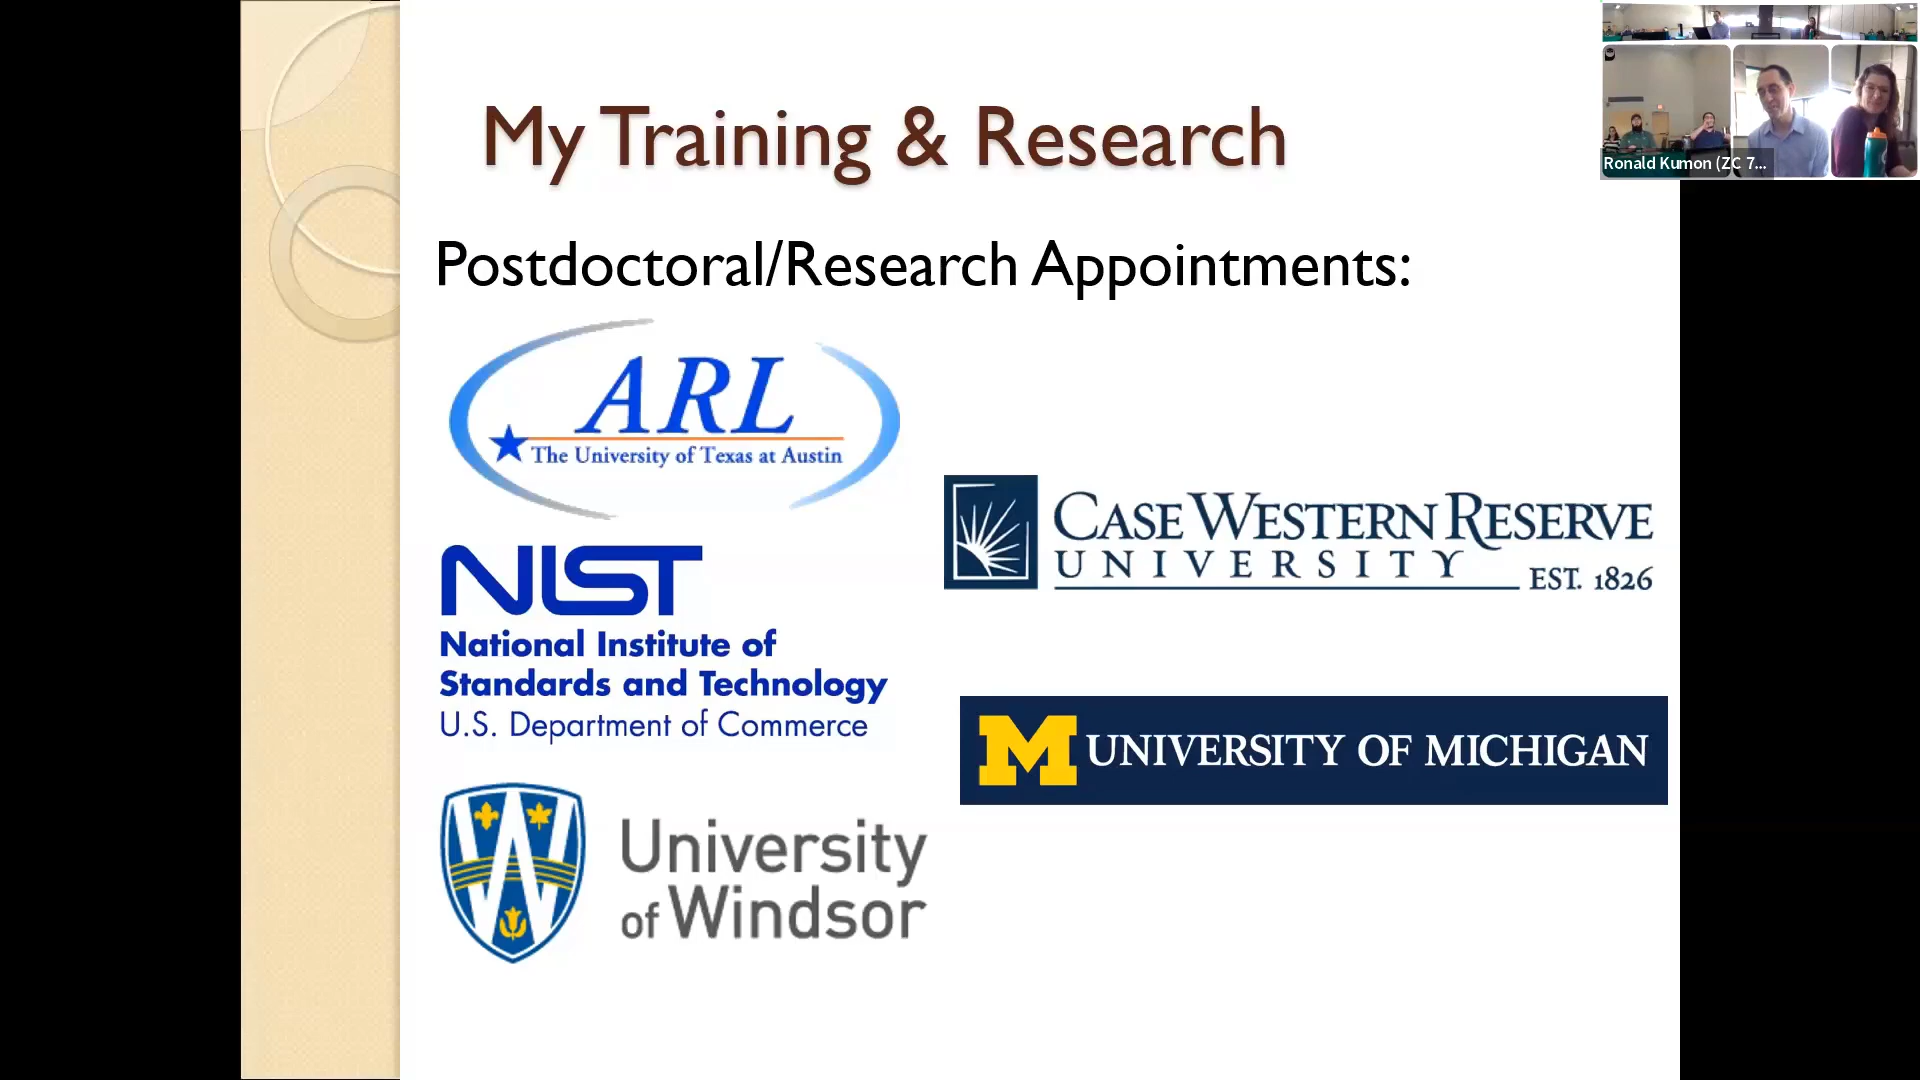 My Training & Research
Ronald Kumon (ZC 7...
Postdoctoral/Research Appointments:
ARL
The University of Texas at Austin
CASE WESTERN RESERVE
UNIVERSITY
EST. 1826
NIST
National Institute of
Standards and Technology
U.S. Department of Commerce
M UNIVERSITY OF MICHIGAN
University
of Windsor